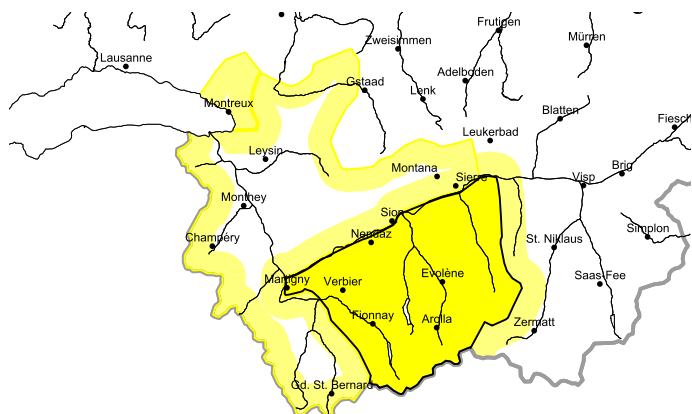 Frutigen
Zweisimmen
Mürren
Lausanne
Adelboden
Gstaad
Lenk
Montreux
Blatten
Fiesch
Leukerbad
Leysin
Montana
Sierre
Visp
Brig
Monthey
Sion
Simplon
Champéry
Nendaz
St. Niklaus
Evolène
Saas-Fee
Martigny
Verbier
Fionnay
Arolla
Zermatt
Gd. St. Bernard